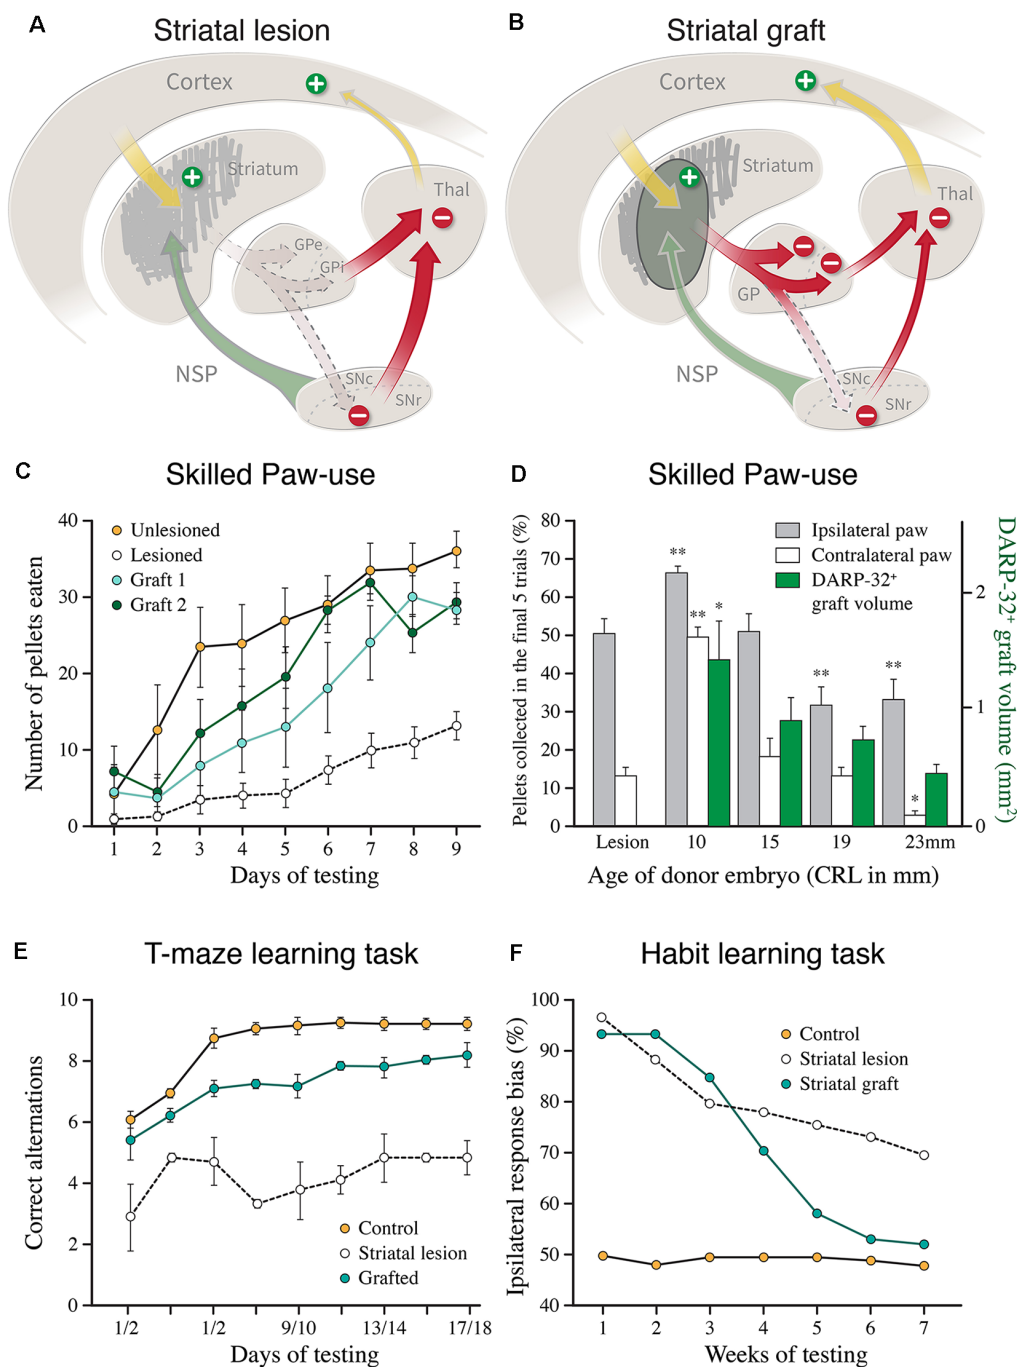 A
Striatal lesion
Cortex
Striatum
Thal
GPe
GPi
NSP
SNc
SNr
B
Striatal graft
Cortex
Striatum
Thal
GP
NSP
SNc
SNr
C
Skilled Paw-use
Number of pellets eaten
40
30
20
10
0
Unlesioned
Lesioned
Graft 1
Graft 2
1 2 3 4 5 6 7 8 9
Days of testing
D
Skilled Paw-use
Pellets collected in the final 5 trials (%)
80
70
60
50
40
30
20
10
0
Ipsilateral paw
Contralateral paw
DARP-32+
graft volume
**
**
*
**
**
*
2
1
0
DARP-32+ graft volume (mm2)
Lesion 10 15 19 23mm
Age of donor embryo (CRL in mm)
E
T-maze learning task
Correct alternations
10
8
6
4
2
0
Control
Striatal lesion
Grafted
1/2 1/2 9/10 13/14 17/18
Days of testing
F
Habit learning task
Ipsilateral response bias (%)
100
90
80
70
60
50
40
Control
Striatal lesion
Striatal graft
1 2 3 4 5 6 7
Weeks of testing